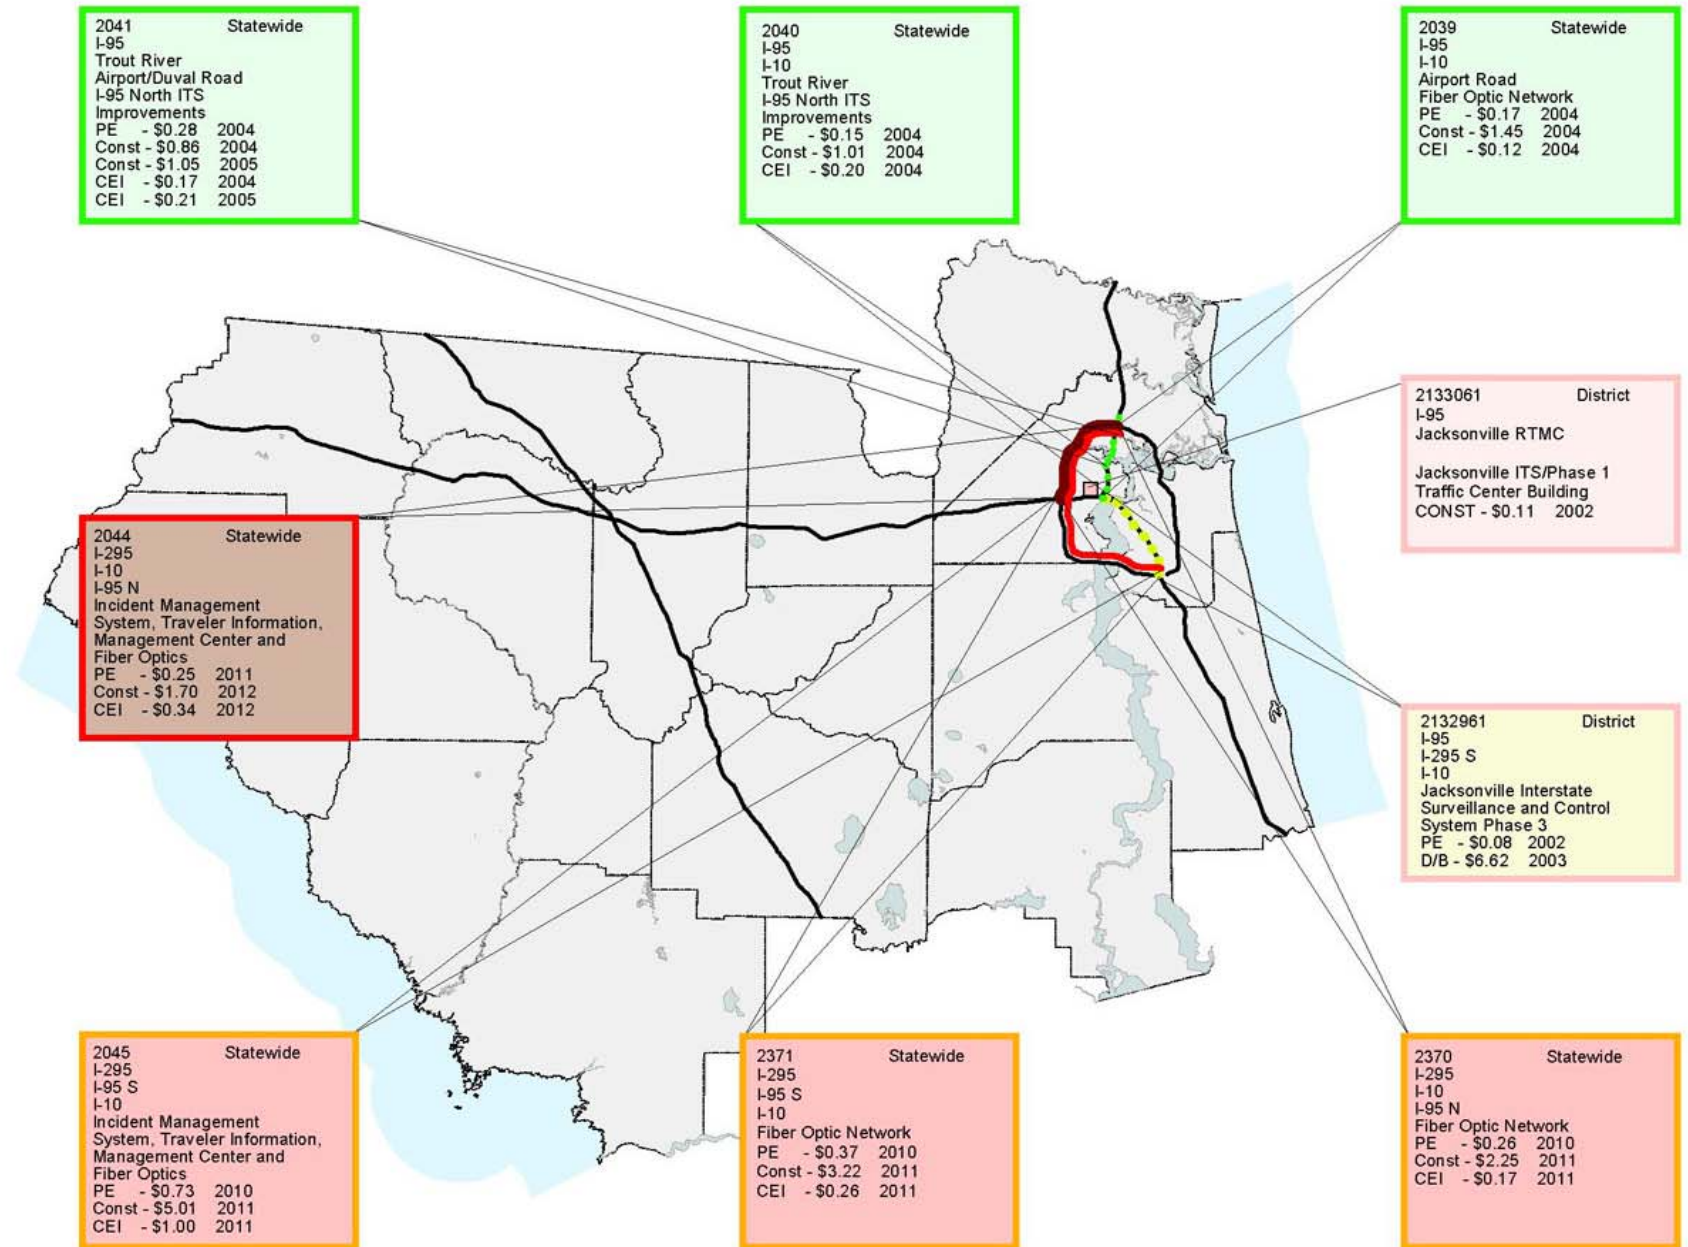 2041 Statewide
I-95
Trout River
Airport/Duval Road
I-95 North ITS
Improvements
PE - $0.28 2004
Const - $0.86 2004
Const - $1.05 2005
CEI - $0.17 2004
CEI - $0.21 2005
2040 Statewide
I-95
I-10
Trout River
I-95 North ITS
Improvements
PE - $0.15 2004
Const - $1.01 2004
CEI - $0.20 2004
2039 Statewide
I-95
I-10
Airport Road
Fiber Optic Network
PE - $0.17 2004
Const - $1.45 2004
CEI - $0.12 2004
2133061 District
I-95
Jacksonville RTMC
Jacksonville ITS/Phase 1
Traffic Center Building
CONST - $0.11 2002
2044 Statewide
I-295
I-10
I-95 N
Incident Management
System, Traveler Information,
Management Center and
Fiber Optics
PE - $0.25 2011
Const - $1.70 2012
CEI - $0.34 2012
2132961 District
I-95
I-295 S
I-10
Jacksonville Interstate
Surveillance and Control
System Phase 3
PE - $0.08 2002
D/B - $6.62 2003
2045 Statewide
I-295
I-95 S
I-10
Incident Management
System, Traveler Information,
Management Center and
Fiber Optics
PE - $0.73 2010
Const - $5.01 2011
CEI - $1.00 2011
2371 Statewide
I-295
I-95 S
I-10
Fiber Optic Network
PE - $0.37 2010
Const - $3.22 2011
CEI - $0.26 2011
2370 Statewide
I-295
I-10
I-95 N
Fiber Optic Network
PE - $0.26 2010
Const - $2.25 2011
CEI - $0.17 2011